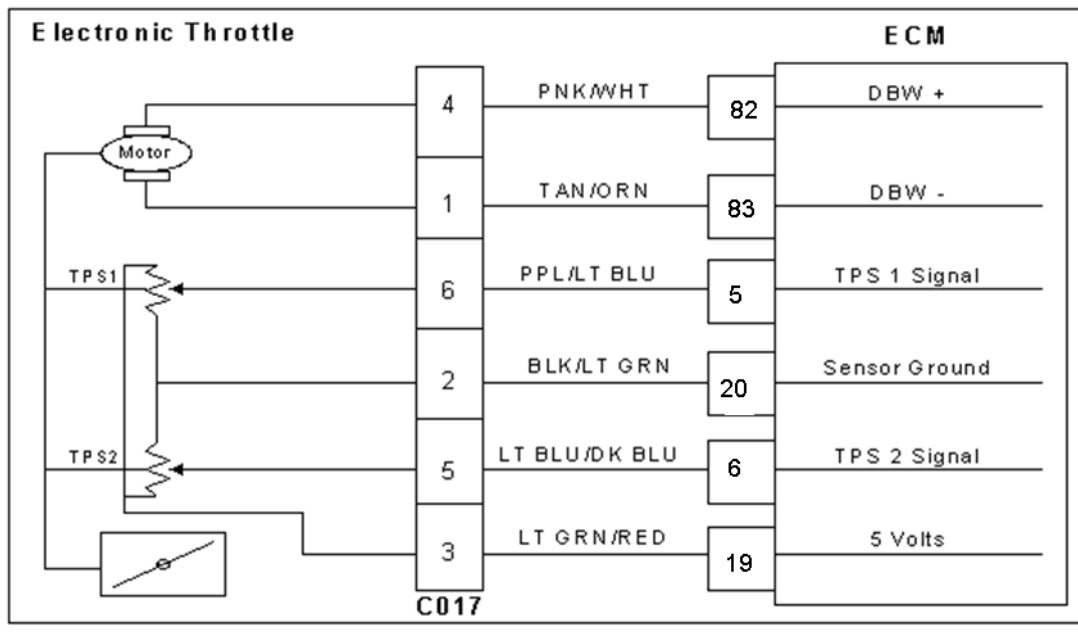 Electronic Throttle
ECM
4
PNK/WHT
82
DBW +
Motor
1
TAN/ORN
83
DBW -
TPS1
6
PPL/LT BLU
5
TPS 1 Signal
2
BLK/LT GRN
20
Sensor Ground
TPS2
5
LT BLU/DK BLU
6
TPS 2 Signal
3
LT GRN/RED
19
5 Volts
C017